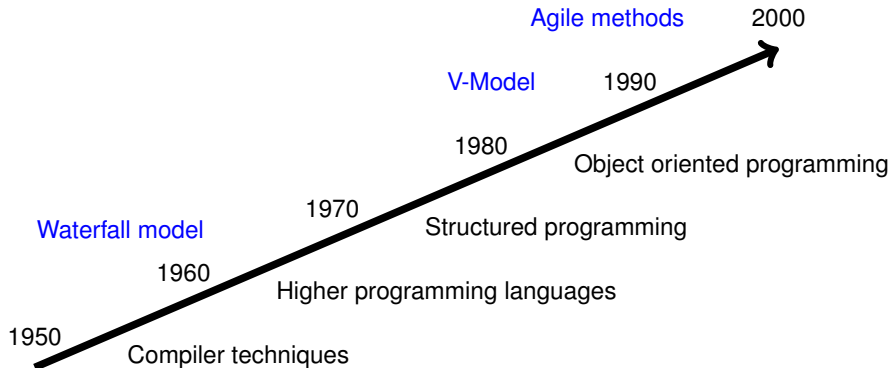 Agile methods
2000
V-Model
1990
1980
Object oriented programming
1970
Waterfall model
Structured programming
1960
Higher programming languages
1950
Compiler techniques